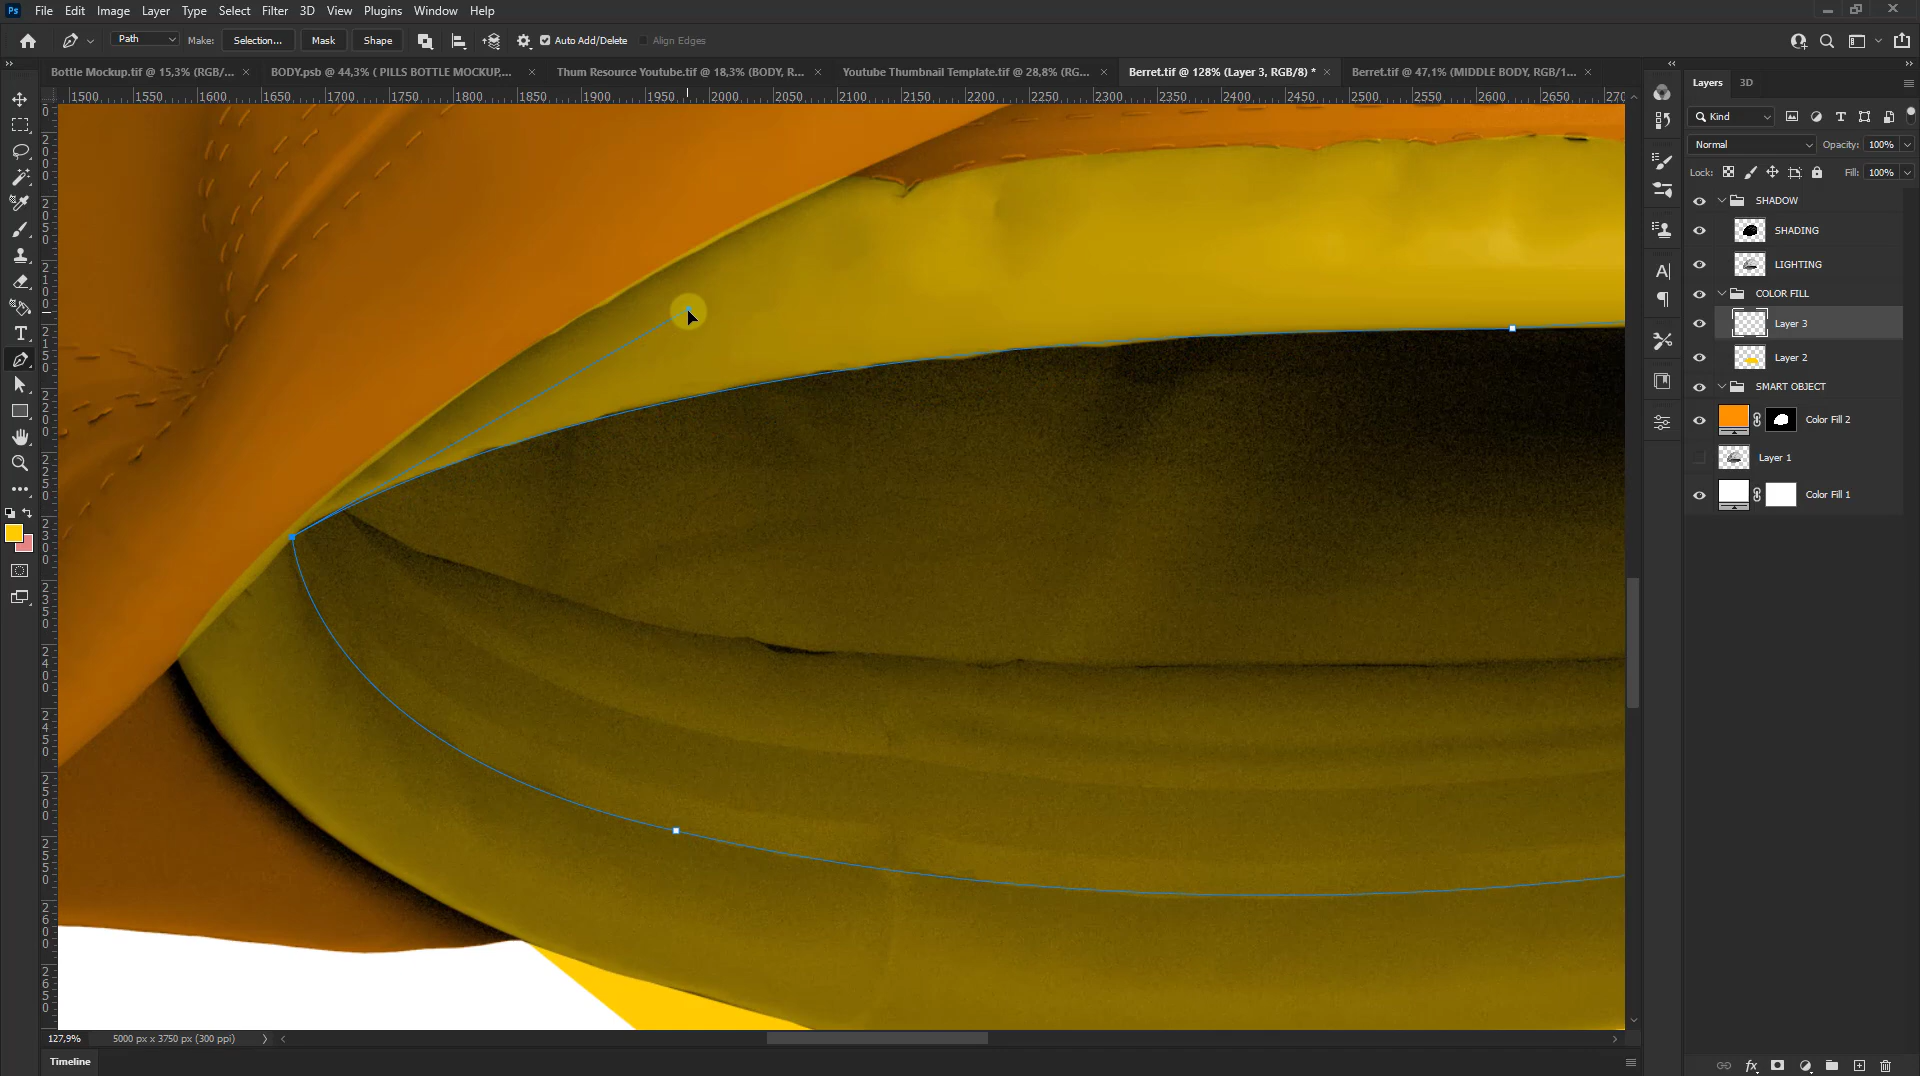 Ps File Edit Image Layer Type Select Filter 3D View Plugins Window Help
Path Make: Selection... Mask Shape Auto Add/Delete Align Edges
Bottle Mockup.tif @ 15,3% (RGB/... × BODY.psb @ 44,3% ( PILLS BOTTLE MOCKUP,... × Thum Resource Youtube.tif @ 18,3% (BODY, R... × Youtube Thumbnail Template.tif @ 28,8% (RG... × Berret.tif @ 128% (Layer 3, RGB/8) * × Berret.tif @ 47,1% (MIDDLE BODY, RGB/1... ×
1500 1550 1600 1650 1700 1750 1800 1850 1900 1950 2000 2050 2100 2150 2200 2250 2300 2350 2400 2450 2500 2550 2600 2650 270
Layers 3D
Kind
Normal Opacity: 100%
Lock: Fill: 100%
SHADOW
SHADING
LIGHTING
COLOR FILL
Layer 3
Layer 2
SMART OBJECT
Color Fill 2
Layer 1
Color Fill 1
127,9% 5000 px x 3750 px (300 ppi)
Timeline